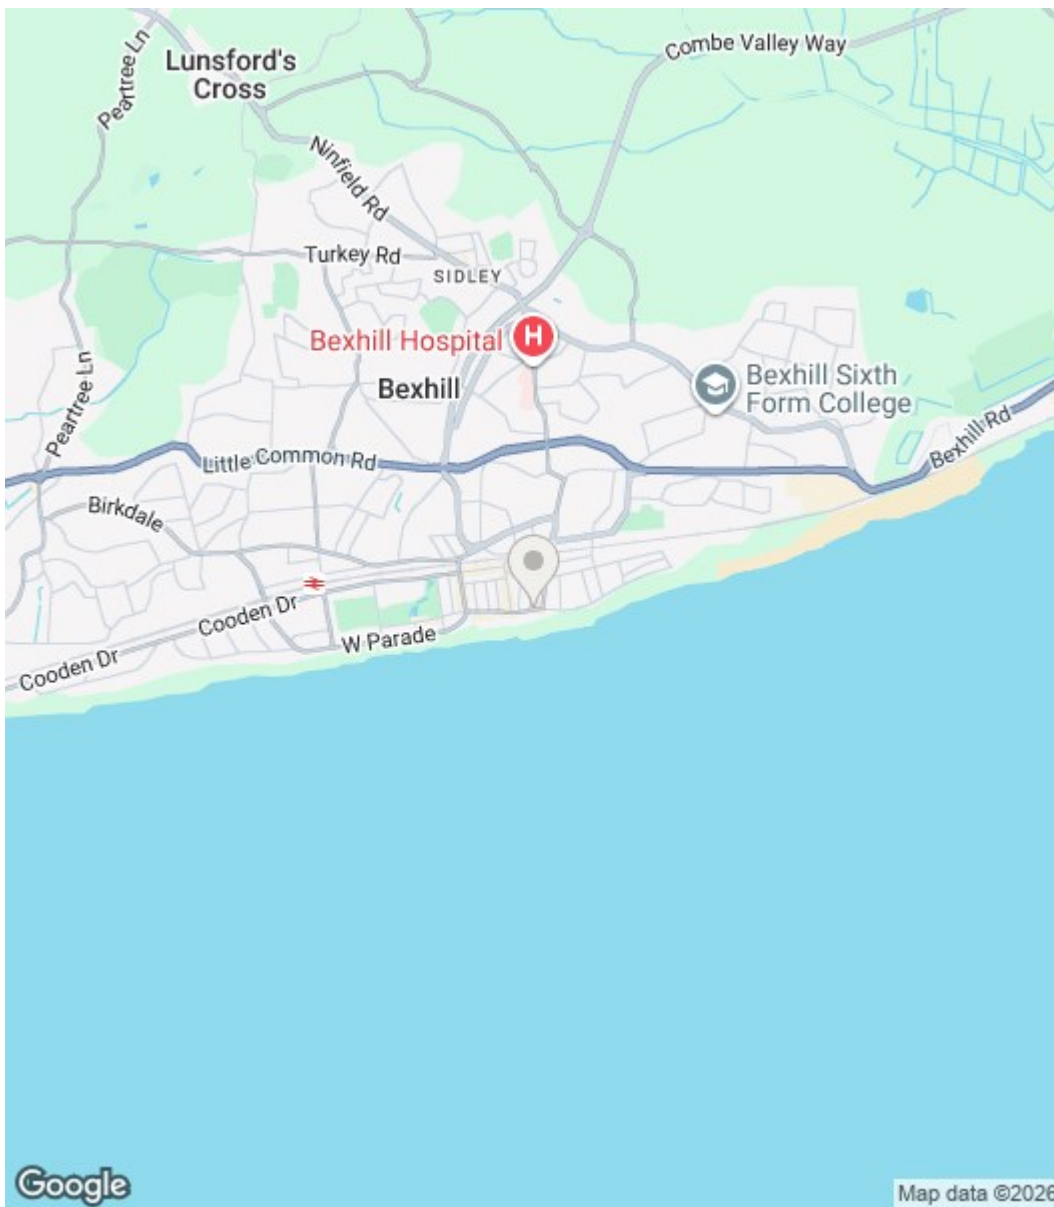 Combe Valley Way
Lunsford's
Cross
Peartree Ln
Ninfield Rd
Turkey Rd
SIDLEY
Bexhill Hospital
H
Bexhill
Bexhill Sixth
Form College
Peartree Ln
Bexhill Rd
Little Common Rd
Birkdale
Cooden Dr
W Parade
Cooden Dr
Google
Map data ©2026